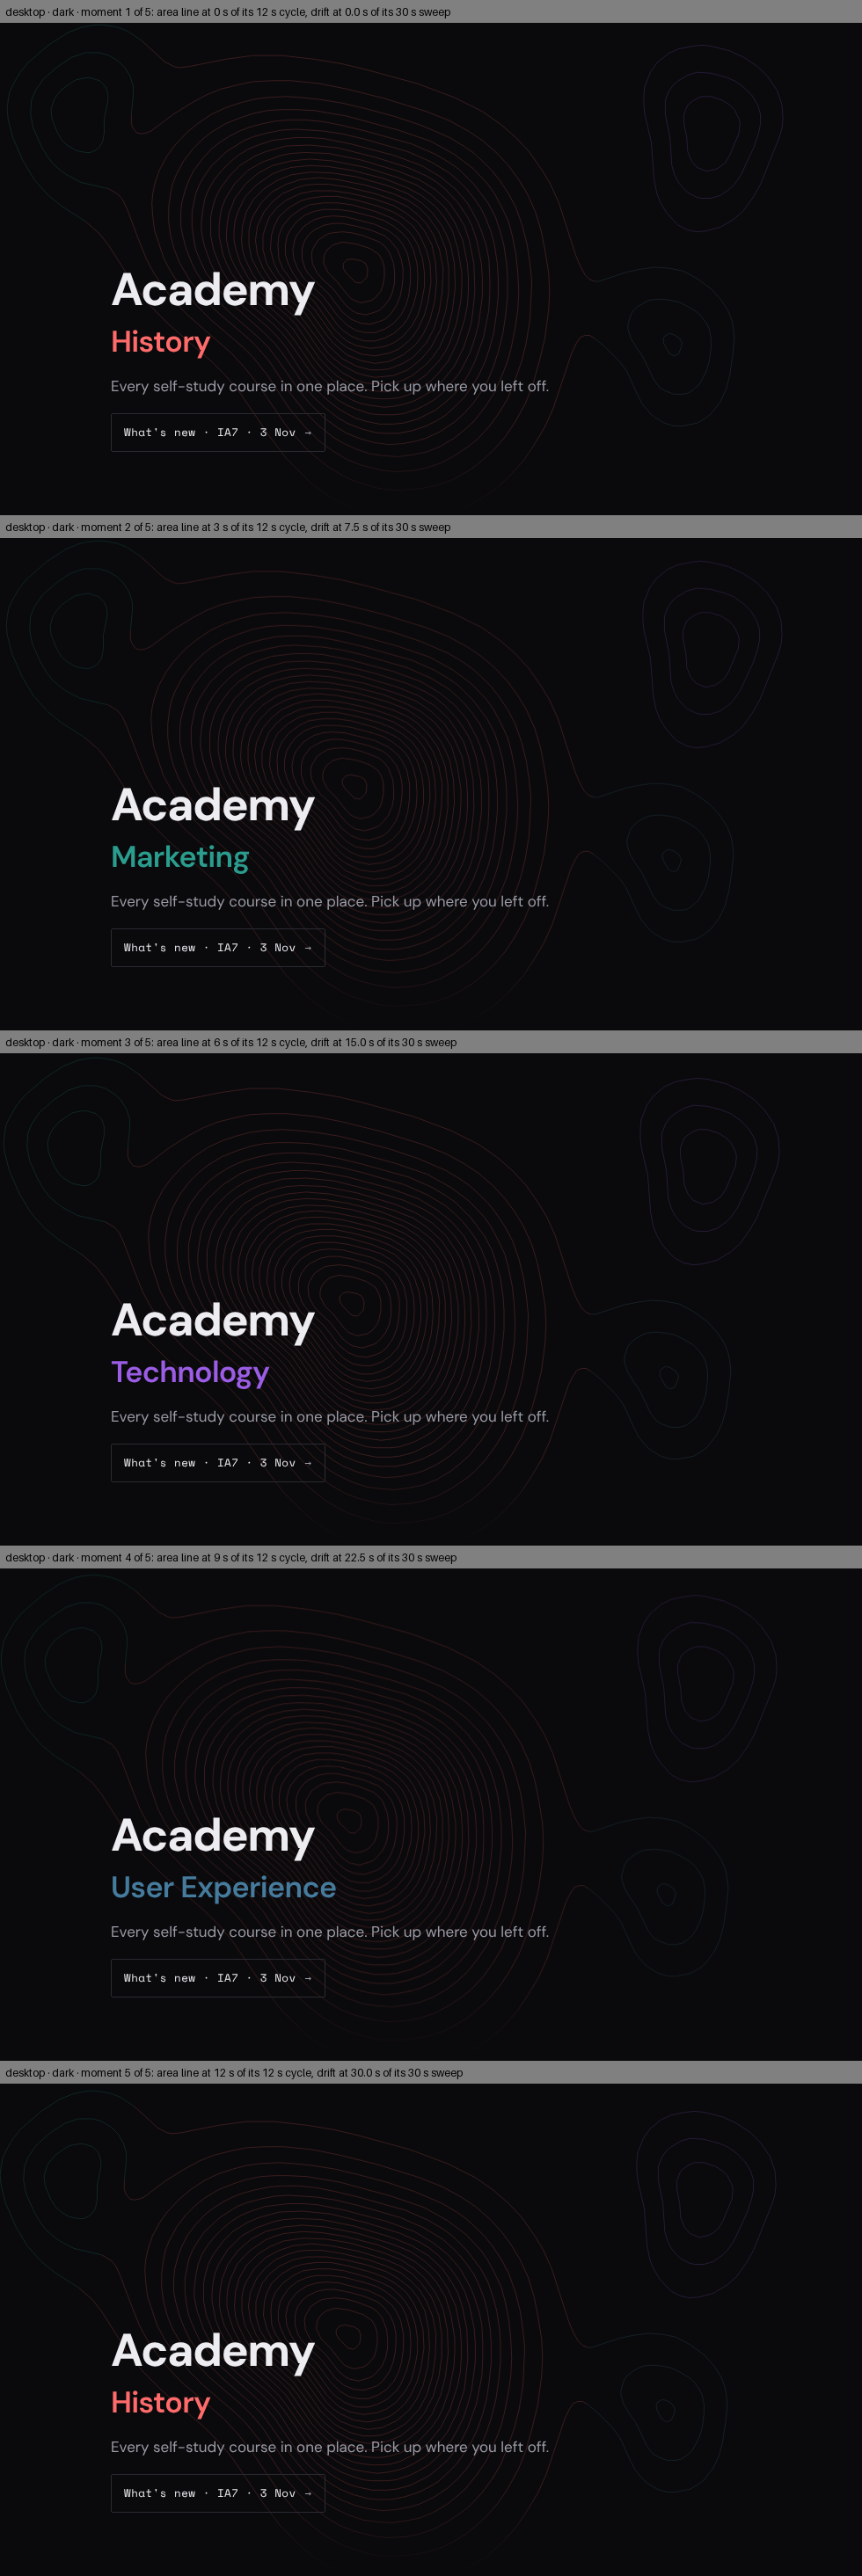 desktop · dark · moment 1 of 5: area line at 0 s of its 12 s cycle, drift at 0.0 s of its 30 s sweep
Academy
History
Every self-study course in one place. Pick up where you left off.
What's new · IA7 · 3 Nov →
desktop · dark · moment 2 of 5: area line at 3 s of its 12 s cycle, drift at 7.5 s of its 30 s sweep
Academy
Marketing
Every self-study course in one place. Pick up where you left off.
What's new · IA7 · 3 Nov →
desktop · dark · moment 3 of 5: area line at 6 s of its 12 s cycle, drift at 15.0 s of its 30 s sweep
Academy
Technology
Every self-study course in one place. Pick up where you left off.
What's new · IA7 · 3 Nov →
desktop · dark · moment 4 of 5: area line at 9 s of its 12 s cycle, drift at 22.5 s of its 30 s sweep
Academy
User Experience
Every self-study course in one place. Pick up where you left off.
What's new · IA7 · 3 Nov →
desktop · dark · moment 5 of 5: area line at 12 s of its 12 s cycle, drift at 30.0 s of its 30 s sweep
Academy
History
Every self-study course in one place. Pick up where you left off.
What's new · IA7 · 3 Nov →